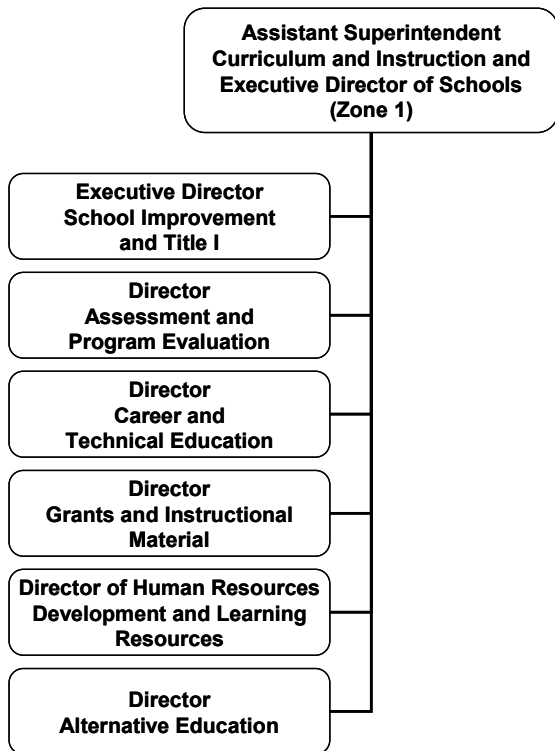 Assistant Superintendent
Curriculum and Instruction and
Executive Director of Schools
(Zone 1)
Executive Director
School Improvement
and Title I
Director
Assessment and
Program Evaluation
Director
Career and
Technical Education
Director
Grants and Instructional
Material
Director of Human Resources
Development and Learning
Resources
Director
Alternative Education